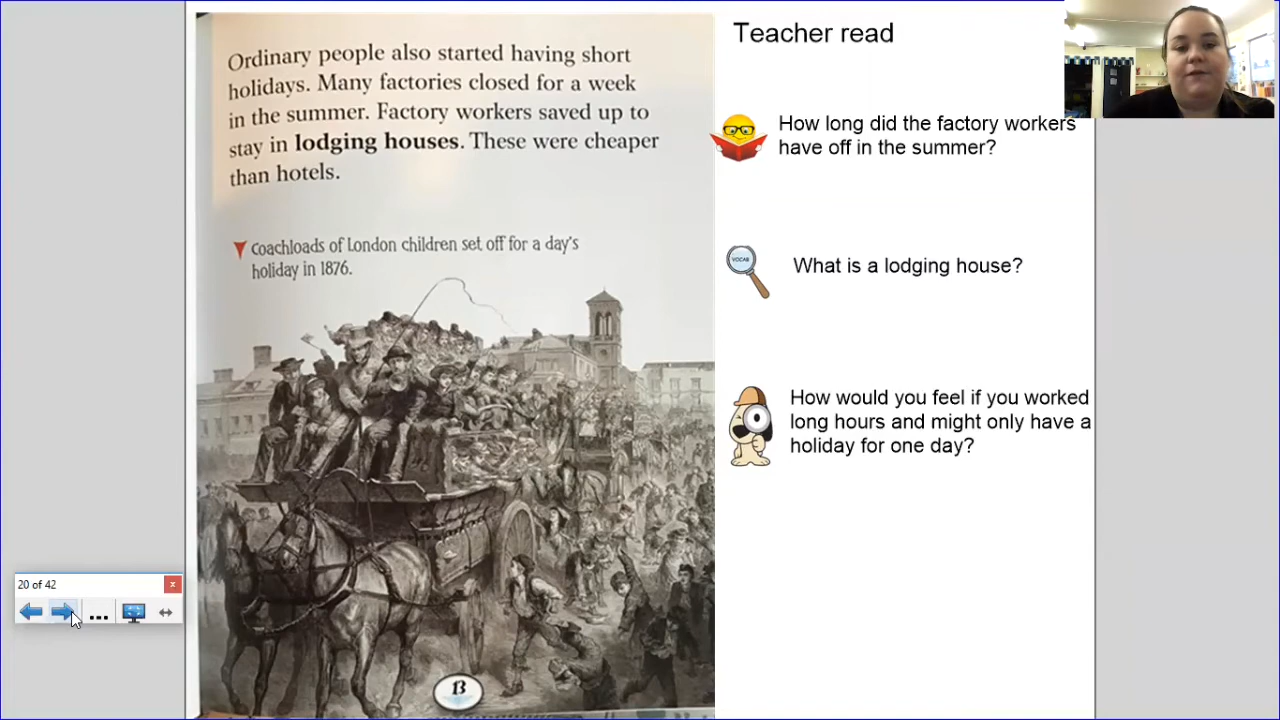 Ordinary people also started having short
holidays. Many factories closed for a week
in the summer. Factory workers saved up to
stay in lodging houses. These were cheaper
than hotels.
Coachloads of London children set off for a day's
holiday in 1876.
13
Teacher read
How long did the factory workers
have off in the summer?
VOCAB
What is a lodging house?
How would you feel if you worked
long hours and might only have a
holiday for one day?
20 of 42
x
...